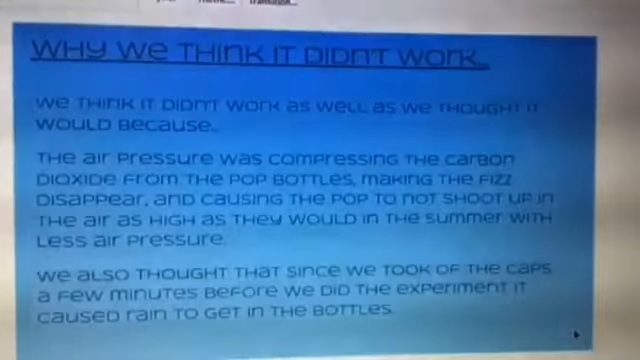 WHY WE THINK IT DIDN'T WORK...
WE THINK IT DIDN'T WORK AS WELL AS WE THOUGHT IT
WOULD BECAUSE..
THE AIR PRESSURE WAS COMPRESSING THE CARBON
DIOXIDE FROM THE POP BOTTLES, MAKING THE FIZZ
DISAPPEAR, AND CAUSING THE POP TO NOT SHOOT UP IN
THE AIR AS HIGH AS THEY WOULD IN THE SUMMER WITH
LESS AIR PRESSURE.
WE ALSO THOUGHT THAT SINCE WE TOOK OF THE CAPS
A FEW MINUTES BEFORE WE DID THE EXPERIMENT IT
CAUSED RAIN TO GET IN THE BOTTLES.